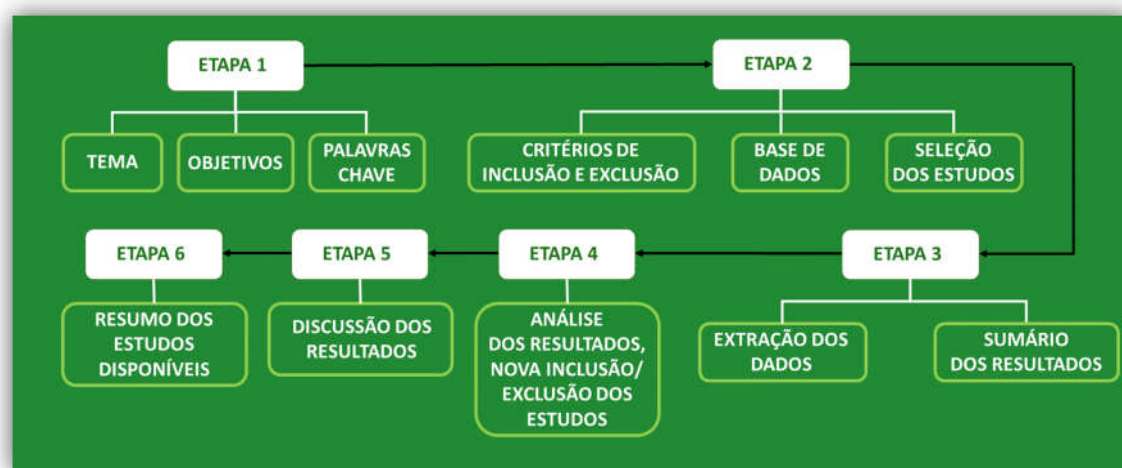 ETAPA 1
ETAPA 2
TEMA
OBJETIVOS
PALAVRAS
CHAVE
CRITÉRIOS DE
INCLUSÃO E EXCLUSÃO
BASE DE
DADOS
SELEÇÃO
DOS ESTUDOS
ETAPA 6
ETAPA 5
ETAPA 4
ETAPA 3
RESUMO DOS
ESTUDOS
DISPONÍVEIS
DISCUSSÃO DOS
RESULTADOS
ANÁLISE
DOS RESULTADOS,
NOVA INCLUSÃO/
EXCLUSÃO DOS
ESTUDOS
EXTRAÇÃO DOS
DADOS
SUMÁRIO
DOS RESULTADOS